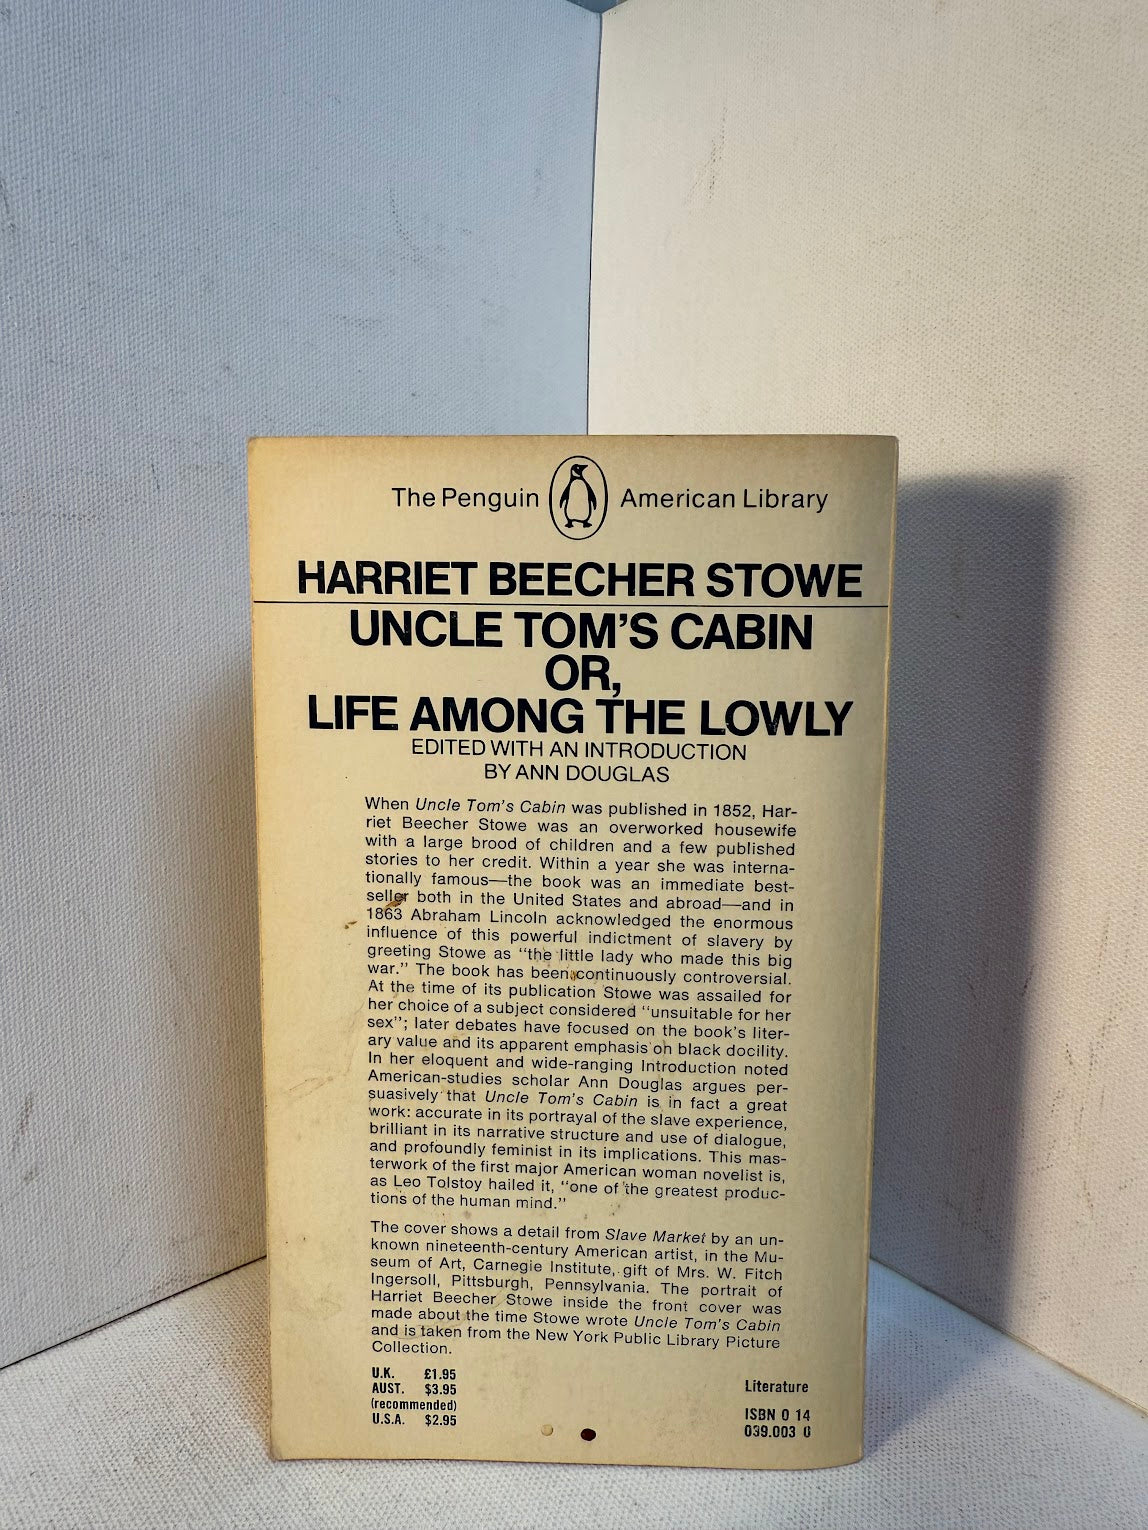 The Penguin American Library
HARRIET BEECHER STOWE
UNCLE TOM'S CABIN
OR,
LIFE AMONG THE LOWLY
EDITED WITH AN INTRODUCTION
BY ANN DOUGLAS
When Uncle Tom's Cabin was published in 1852, Har-
riet Beecher Stowe was an overworked housewife
with a large brood of children and a few published
stories to her credit. Within a year she was interna-
tionally famous—the book was an immediate best-
seller both in the United States and abroad—and in
1863 Abraham Lincoln acknowledged the enormous
influence of this powerful indictment of slavery by
greeting Stowe as "the little lady who made this big
war." The book has been continuously controversial.
At the time of its publication Stowe was assailed for
her choice of a subject considered "unsuitable for her
sex"; later debates have focused on the book's liter-
ary value and its apparent emphasis on black docility.
In her eloquent and wide-ranging Introduction noted
American-studies scholar Ann Douglas argues per-
suasively that Uncle Tom's Cabin is in fact a great
work: accurate in its portrayal of the slave experience,
brilliant in its narrative structure and use of dialogue,
and profoundly feminist in its implications. This mas-
terwork of the first major American woman novelist is,
as Leo Tolstoy hailed it, "one of the greatest produc-
tions of the human mind."
The cover shows a detail from Slave Market by an un-
known nineteenth-century American artist, in the Mu-
seum of Art, Carnegie Institute, gift of Mrs. W. Fitch
Ingersoll, Pittsburgh, Pennsylvania. The portrait of
Harriet Beecher Stowe inside the front cover was
made about the time Stowe wrote Uncle Tom's Cabin
and is taken from the New York Public Library Picture
Collection.
U.K. £1.95
AUST. $3.95
(recommended)
U.S.A. $2.95
Literature
ISBN 0 14
039.003 0